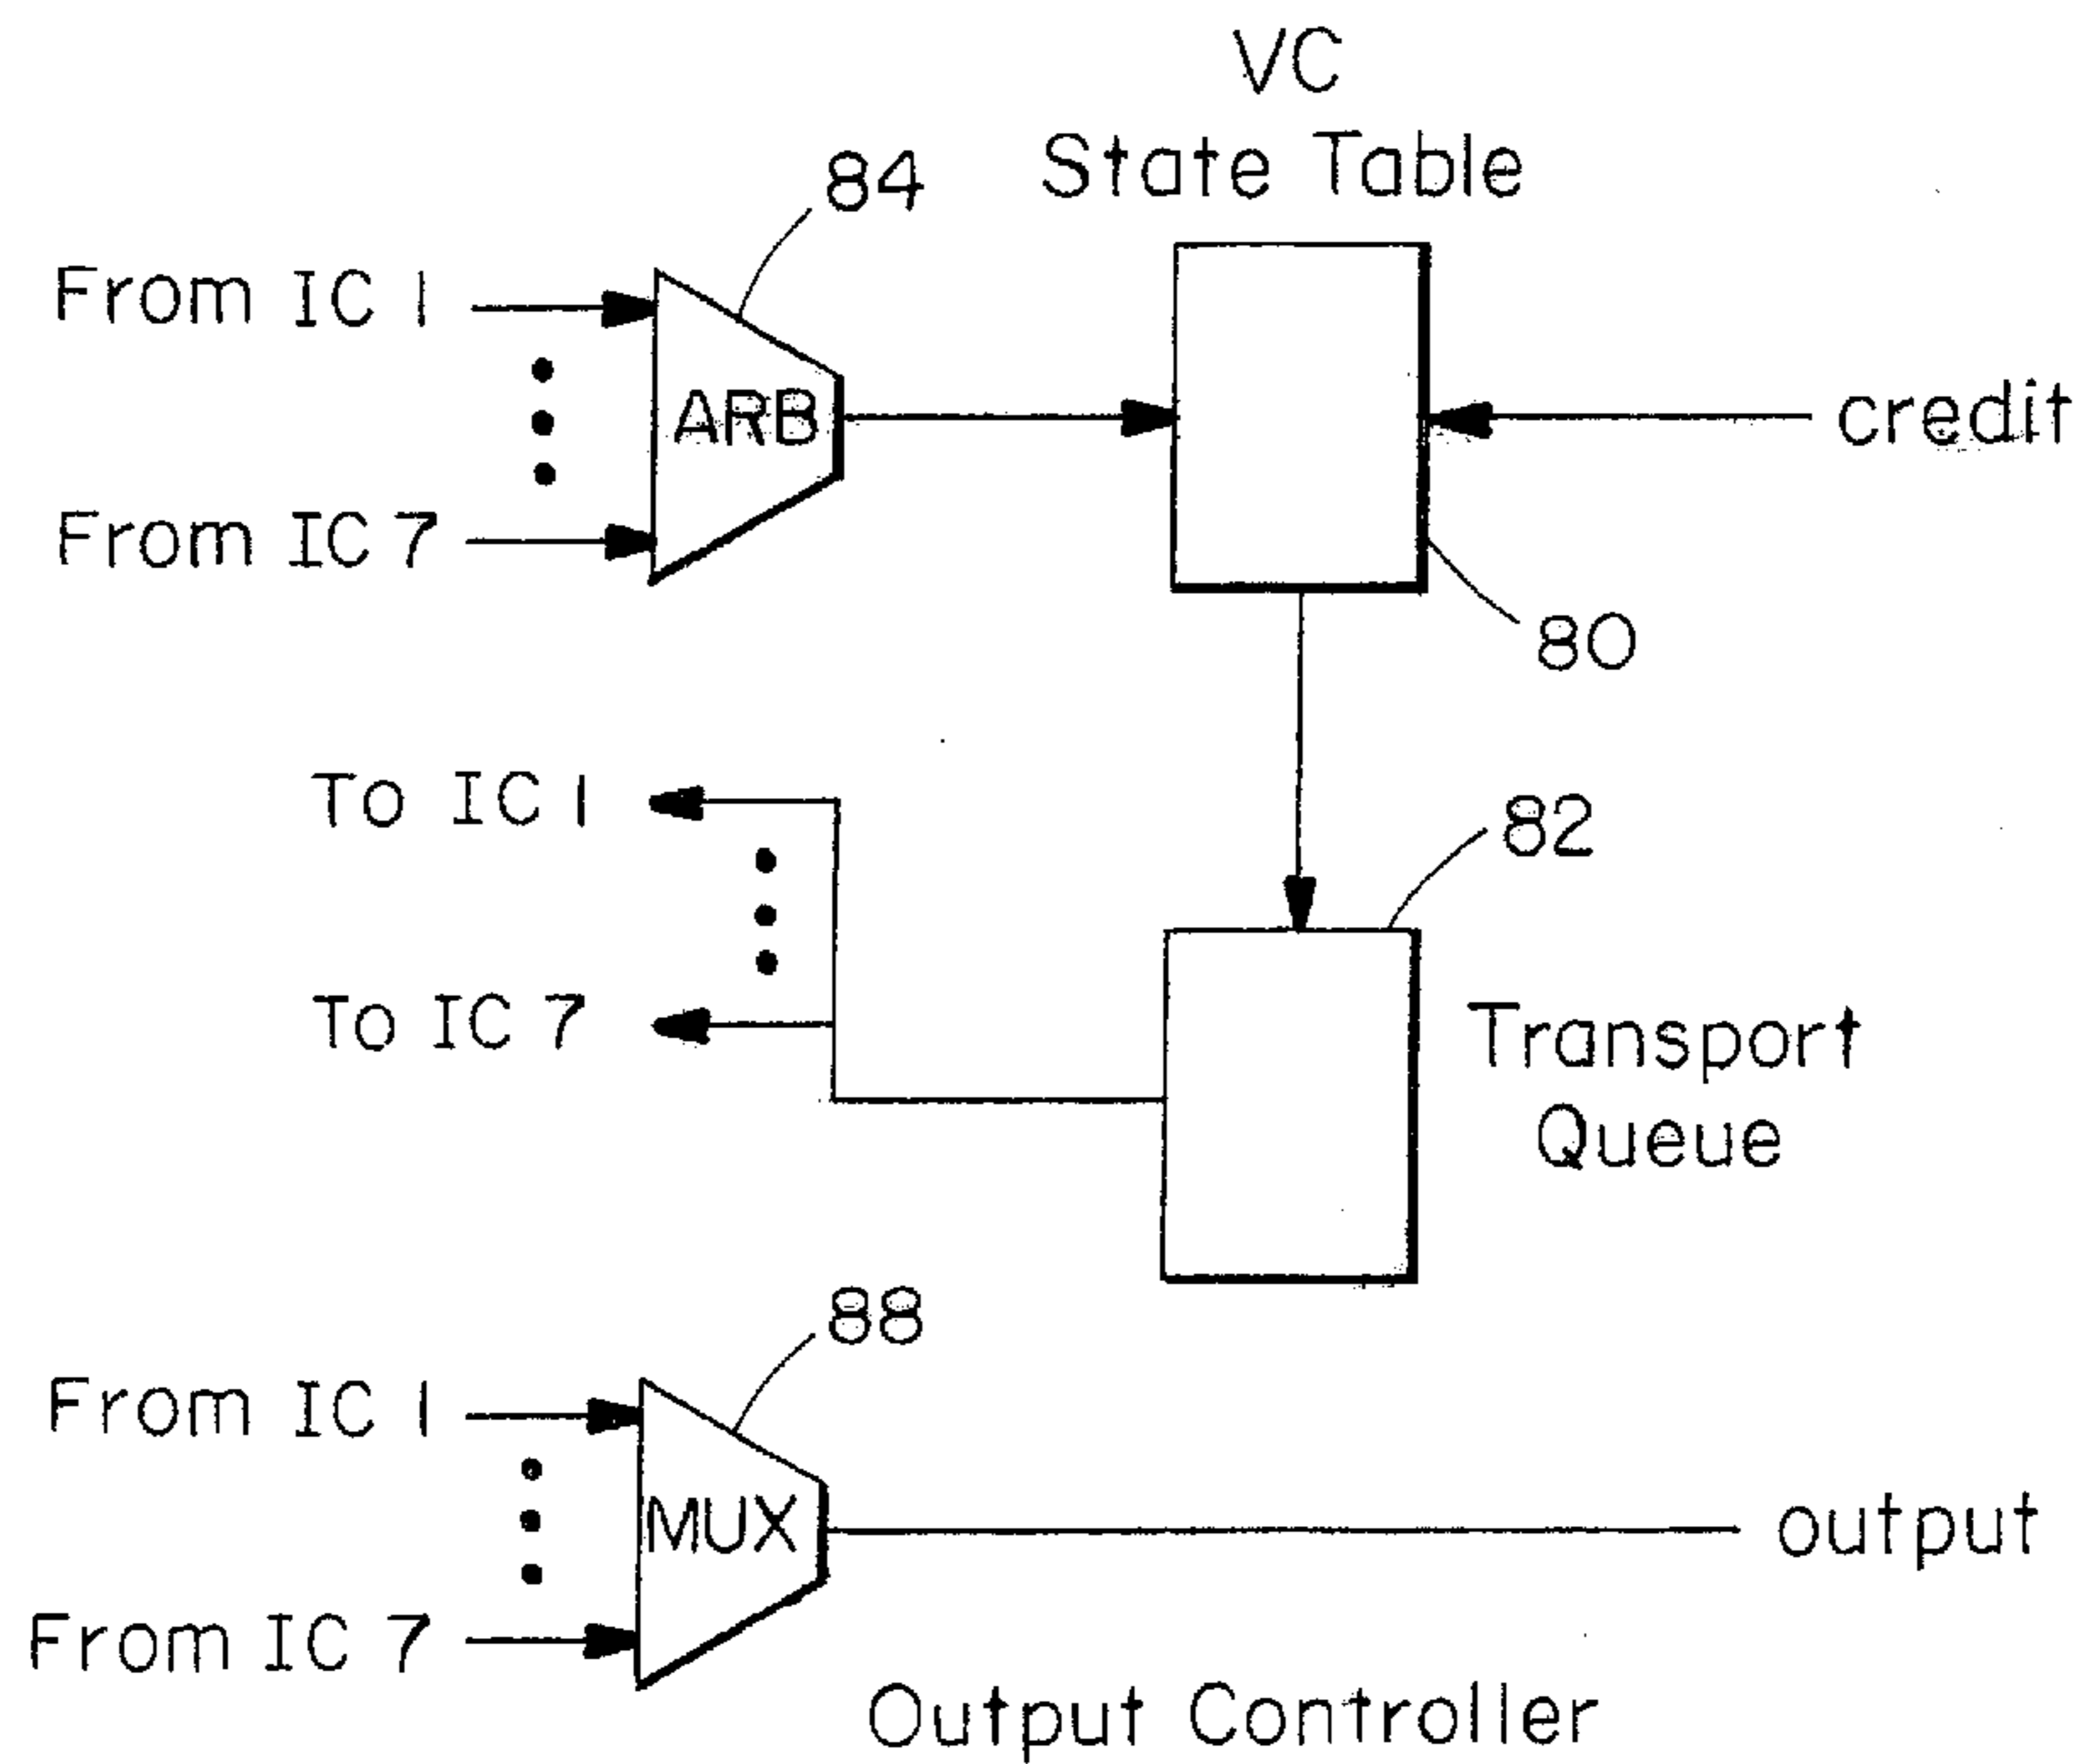 VC
State Table
84
From IC 1
ARB
credit
From IC 7
80
To IC 1
82
To IC 7
Transport
Queue
88
From IC 1
MUX
output
From IC 7
Output Controller